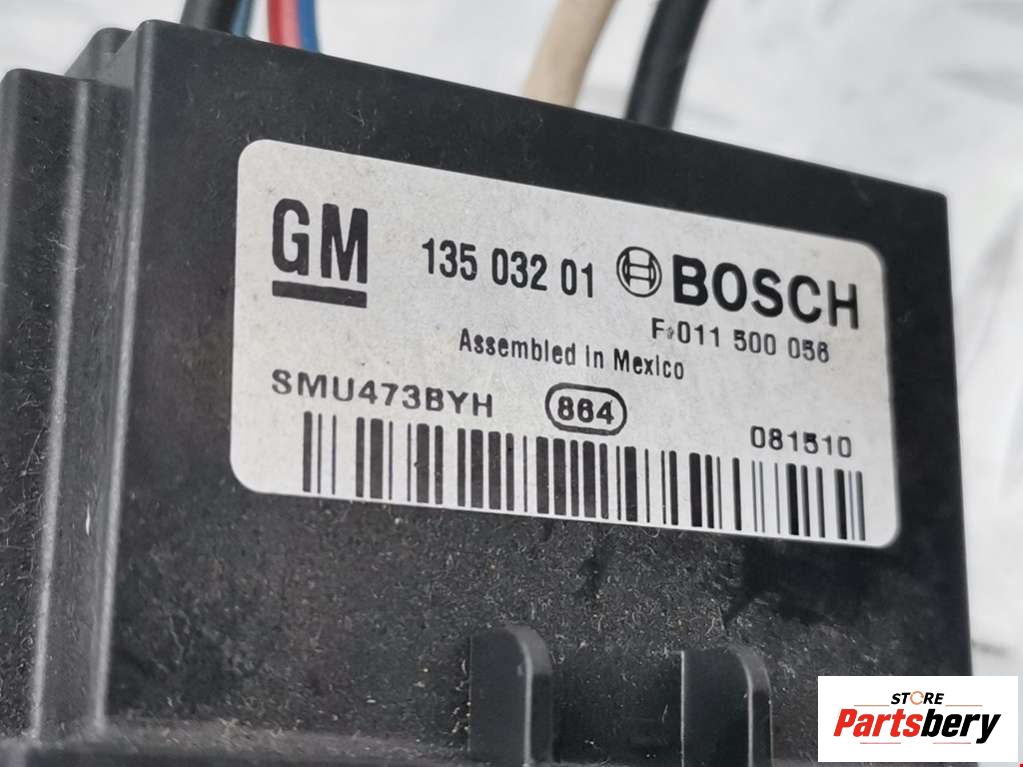 GM 135 032 01 BOSCH
F 011 500 056
Assembled in Mexico
SMU473BYH 864 081510
STORE
Partsbery